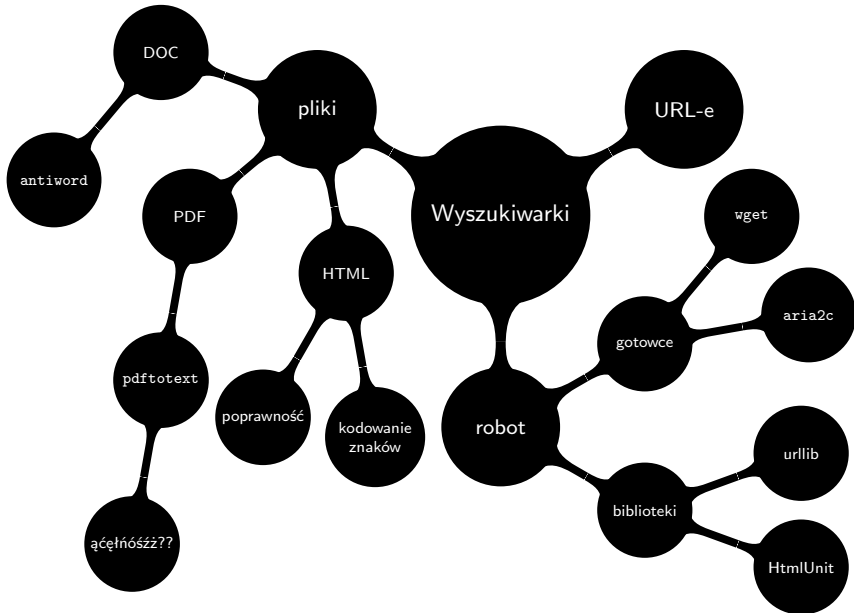 DOC
pliki
URL-e
antiword
PDF
Wyszukiwarki
wget
HTML
aria2c
gotowce
pdftotext
poprawność
kodowanie
znaków
robot
urllib
biblioteki
ąćęłńóśźż??
HtmlUnit